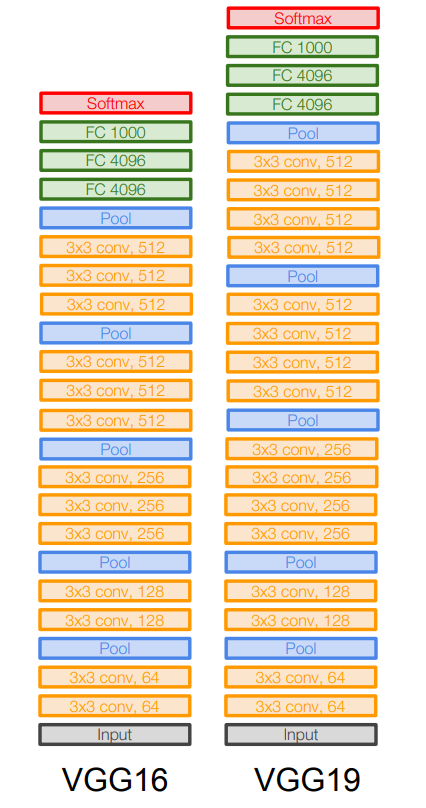 Softmax
FC 1000
FC 4096
FC 4096
Pool
3x3 conv, 512
3x3 conv, 512
3x3 conv, 512
Pool
3x3 conv, 512
3x3 conv, 512
3x3 conv, 512
Pool
3x3 conv, 256
3x3 conv, 256
3x3 conv, 256
Pool
3x3 conv, 128
3x3 conv, 128
Pool
3x3 conv, 64
3x3 conv, 64
Input
VGG16
Softmax
FC 1000
FC 4096
FC 4096
Pool
3x3 conv, 512
3x3 conv, 512
3x3 conv, 512
3x3 conv, 512
Pool
3x3 conv, 512
3x3 conv, 512
3x3 conv, 512
3x3 conv, 512
Pool
3x3 conv, 256
3x3 conv, 256
3x3 conv, 256
3x3 conv, 256
Pool
3x3 conv, 128
3x3 conv, 128
Pool
3x3 conv, 64
3x3 conv, 64
Input
VGG19